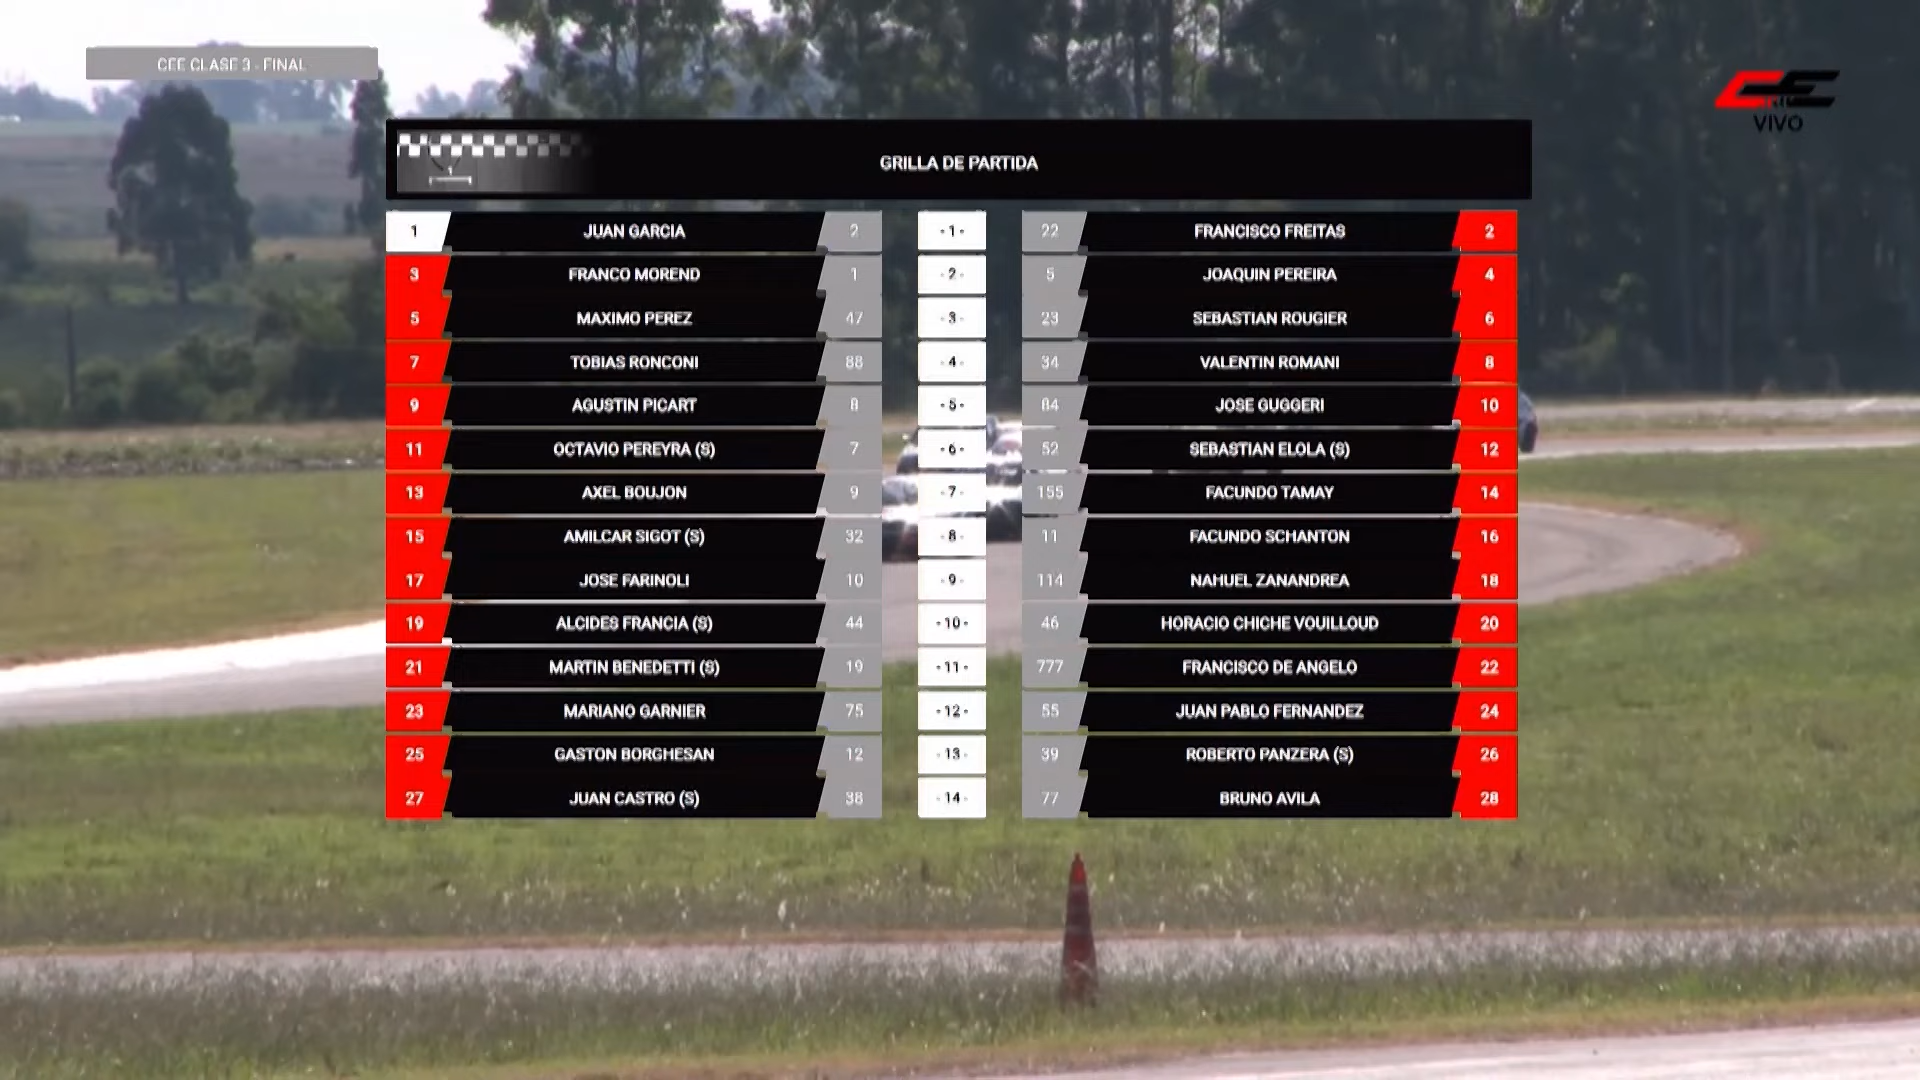 CEE CLASE 3 - FINAL
VIVO
GRILLA DE PARTIDA
1 JUAN GARCIA 2 -1- 22 FRANCISCO FREITAS 2
3 FRANCO MOREND 1 -2- 5 JOAQUIN PEREIRA 4
5 MAXIMO PEREZ 47 -3- 23 SEBASTIAN ROUGIER 6
7 TOBIAS RONCONI 88 -4- 34 VALENTIN ROMANI 8
9 AGUSTIN PICART 8 -5- 84 JOSE GUGGERI 10
11 OCTAVIO PEREYRA (S) 7 -6- 52 SEBASTIAN ELOLA (S) 12
13 AXEL BOUJON 9 -7- 155 FACUNDO TAMAY 14
15 AMILCAR SIGOT (S) 32 -8- 11 FACUNDO SCHANTON 16
17 JOSE FARINOLI 10 -9- 114 NAHUEL ZANANDREA 18
19 ALCIDES FRANCIA (S) 44 -10- 46 HORACIO CHICHE VOUILLOUD 20
21 MARTIN BENEDETTI (S) 19 -11- 777 FRANCISCO DE ANGELO 22
23 MARIANO GARNIER 75 -12- 55 JUAN PABLO FERNANDEZ 24
25 GASTON BORGHESAN 12 -13- 39 ROBERTO PANZERA (S) 26
27 JUAN CASTRO (S) 38 -14- 77 BRUNO AVILA 28